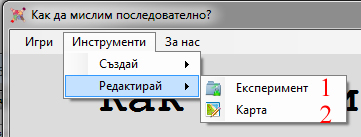 Как да мислим последователно?
Игри Инструменти За нас
Създай
Редактирай Експеримент 1
Карта 2